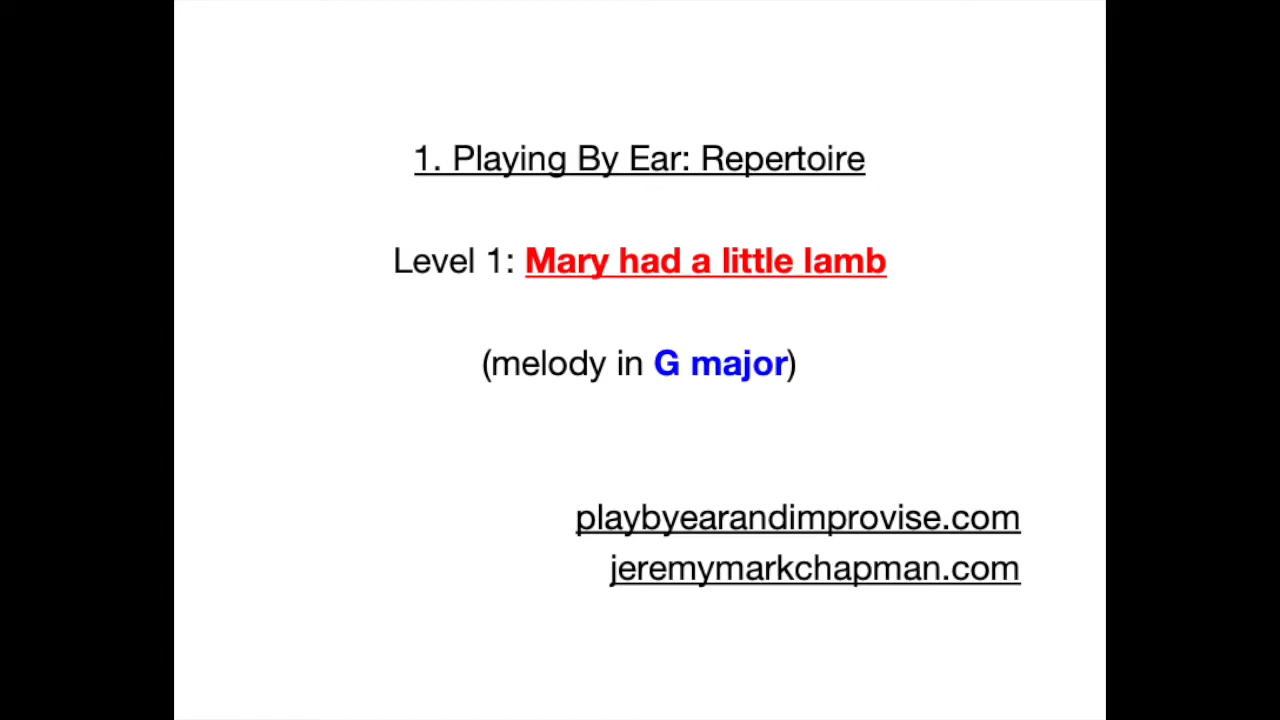 1. Playing By Ear: Repertoire
Level 1: Mary had a little lamb
(melody in G major)
playbyearandimprovise.com
jeremymarkchapman.com